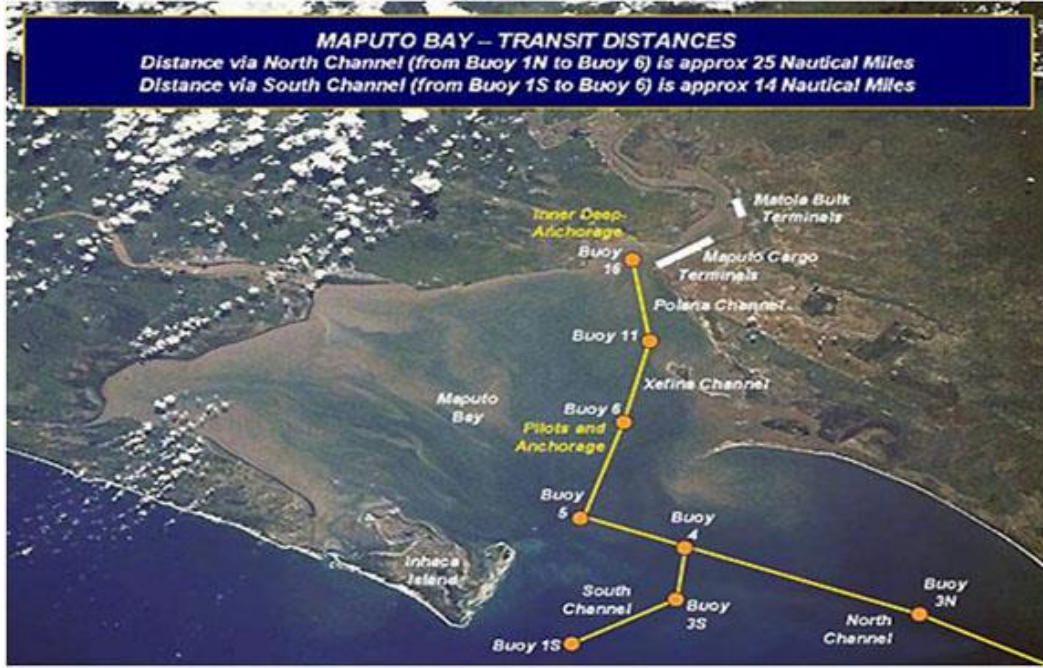 MAPUTO BAY – TRANSIT DISTANCES
Distance via North Channel (from Buoy 1N to Buoy 6) is approx 25 Nautical Miles
Distance via South Channel (from Buoy 1S to Buoy 6) is approx 14 Nautical Miles
Matola Bulk
Terminals
Inner Deep-
Anchorage
Buoy
16
Maputo Cargo
Terminals
Polana Channel
Buoy 11
Xefina Channel
Maputo
Bay
Buoy 6
Pilots and
Anchorage
Buoy
5
Buoy
4
Inhaca
Island
South
Channel
Buoy
3S
Buoy
3N
North
Channel
Buoy 1S